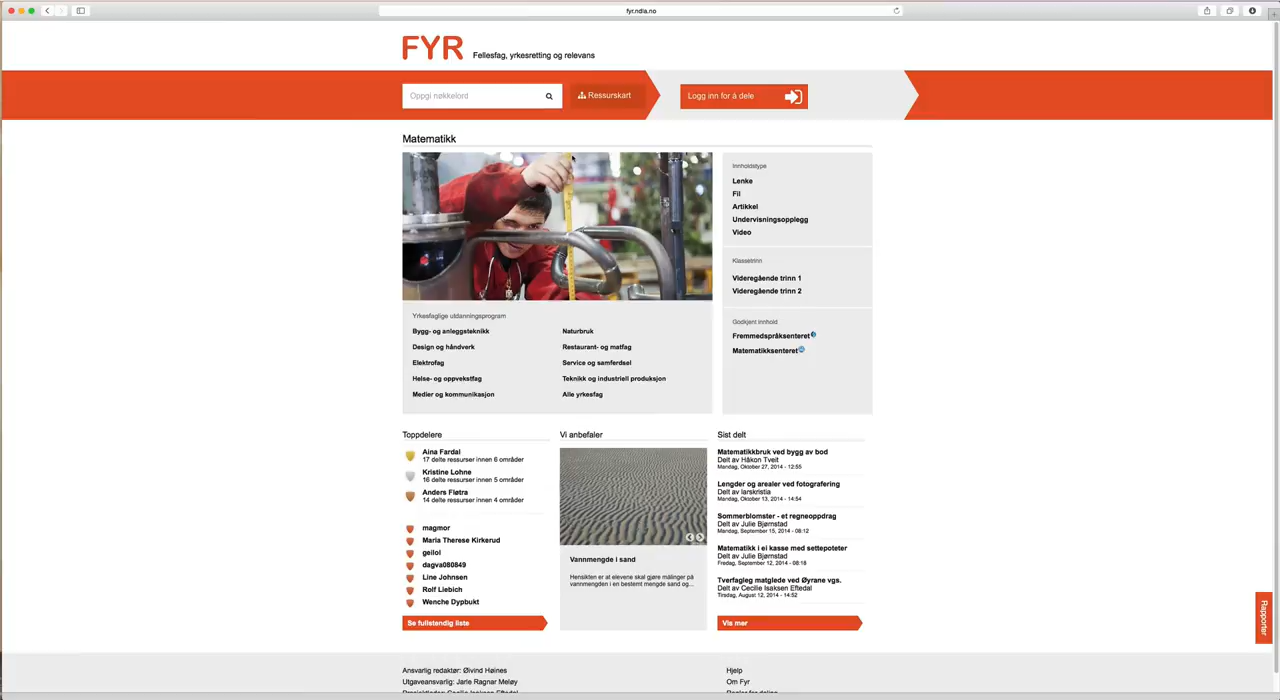 fyr.ndla.no
FYR Fellesfag, yrkesretting og relevans
Oppgi nøkkelord
Ressurskart
Logg inn for å dele
Matematikk
Innholdstype
Lenke
Fil
Artikkel
Undervisningsopplegg
Video
Klassetrinn
Videregående trinn 1
Videregående trinn 2
Godkjent innhold
Fremmedspråksenteret
Matematikksenteret
Yrkesfaglige utdanningsprogram
Bygg- og anleggsteknikk
Design og håndverk
Elektrofag
Helse- og oppvekstfag
Medier og kommunikasjon
Naturbruk
Restaurant- og matfag
Service og samferdsel
Teknikk og industriell produksjon
Alle yrkesfag
Toppdelere
Aina Fardal
17 delte ressurser innen 6 områder
Kristine Lohne
16 delte ressurser innen 5 områder
Anders Fløtra
14 delte ressurser innen 4 områder
magmor
Maria Therese Kirkerud
geilol
dagva080849
Line Johnsen
Rolf Liebich
Wenche Dypbukt
Se fullstendig liste
Vi anbefaler
Vannmengde i sand
Hensikten er at elevene skal gjøre målinger på
vannmengden i en bestemt mengde sand og...
Sist delt
Matematikkbruk ved bygg av bod
Delt av Håkon Tveit
Mandag, Oktober 27, 2014 - 12:55
Lengder og arealer ved fotografering
Delt av larskristia
Mandag, Oktober 13, 2014 - 14:54
Sommerblomster - et regneoppdrag
Delt av Julie Bjørnstad
Mandag, September 15, 2014 - 08:12
Matematikk i ei kasse med settepoteter
Delt av Julie Bjørnstad
Fredag, September 12, 2014 - 08:18
Tverfagleg matglede ved Øyrane vgs.
Delt av Cecilie Isaksen Eftedal
Tirsdag, August 12, 2014 - 14:52
Vis mer
Rapporter
Ansvarlig redaktør: Øivind Høines
Utgaveansvarlig: Jarle Ragnar Meløy
Prosjektleder: Cecilie Isaksen Eftedal
Hjelp
Om Fyr
Regler for deling